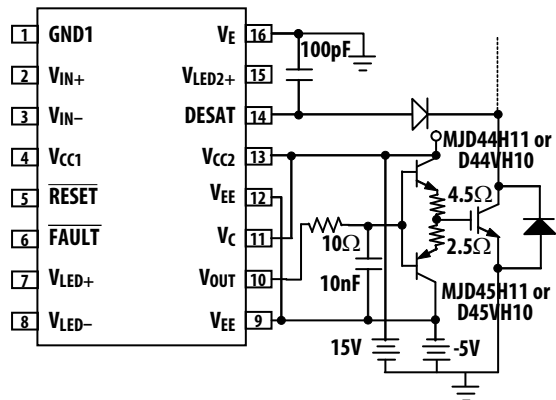 1 GND1
2 VIN+
3 VIN–
4 VCC1
5 RESET
6 FAULT
7 VLED+
8 VLED–
VE 16
VLED2+ 15
DESAT 14
VCC2 13
VEE 12
VC 11
VOUT 10
VEE 9
100pF
MJD44H11 or
D44VH10
4.5Ω
2.5Ω
10Ω
10nF
MJD45H11 or
D45VH10
15V
-5V